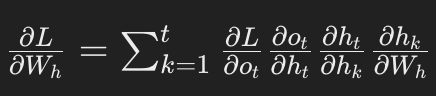 ∂L/∂W_h = ∑_{k=1}^{t} ∂L/∂o_t ∂o_t/∂h_t ∂h_t/∂h_k ∂h_k/∂W_h